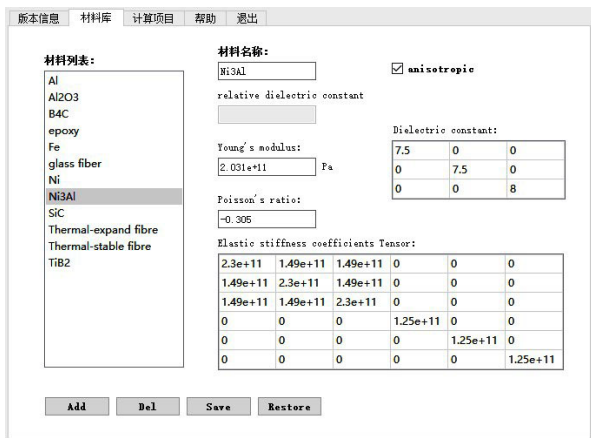 版本信息 材料库 计算项目 帮助 退出
材料列表:
Al
Al2O3
B4C
epoxy
Fe
glass fiber
Ni
Ni3Al
SiC
Thermal-expand fibre
Thermal-stable fibre
TiB2
材料名称:
Ni3Al
anisotropic
relative dielectric constant
Young's modulus:
2.031e+11 Pa
Poisson's ratio:
-0.305
Dielectric constant:
7.5 0 0
0 7.5 0
0 0 8
Elastic stiffness coefficients Tensor:
2.3e+11 1.49e+11 1.49e+11 0 0 0
1.49e+11 2.3e+11 1.49e+11 0 0 0
1.49e+11 1.49e+11 2.3e+11 0 0 0
0 0 0 1.25e+11 0 0
0 0 0 0 1.25e+11 0
0 0 0 0 0 1.25e+11
Add Del Save Restore